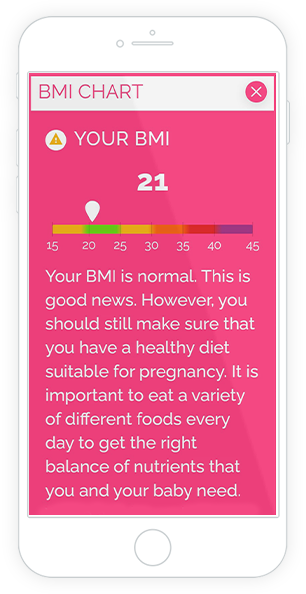 BMI CHART
YOUR BMI
21
15 20 25 30 35 40 45
Your BMI is normal. This is
good news. However, you
should still make sure that
you have a healthy diet
suitable for pregnancy. It is
important to eat a variety
of different foods every
day to get the right
balance of nutrients that
you and your baby need.